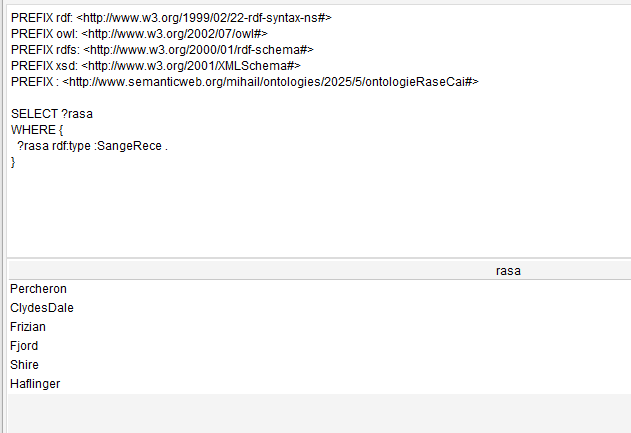 PREFIX rdf: <http://www.w3.org/1999/02/22-rdf-syntax-ns#>
PREFIX owl: <http://www.w3.org/2002/07/owl#>
PREFIX rdfs: <http://www.w3.org/2000/01/rdf-schema#>
PREFIX xsd: <http://www.w3.org/2001/XMLSchema#>
PREFIX : <http://www.semanticweb.org/mihail/ontologies/2025/5/ontologieRaseCai#>
SELECT ?rasa
WHERE {
?rasa rdf:type :SangeRece .
}
rasa
Percheron
ClydesDale
Frizian
Fjord
Shire
Haflinger